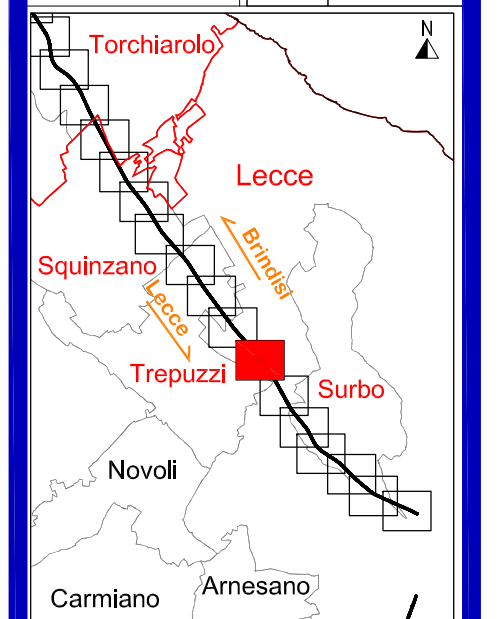 N
Torchiarolo
Lecce
Brindisi
Squinzano
Lecce
Trepuzzi
Surbo
Novoli
Arnesano
Carmiano